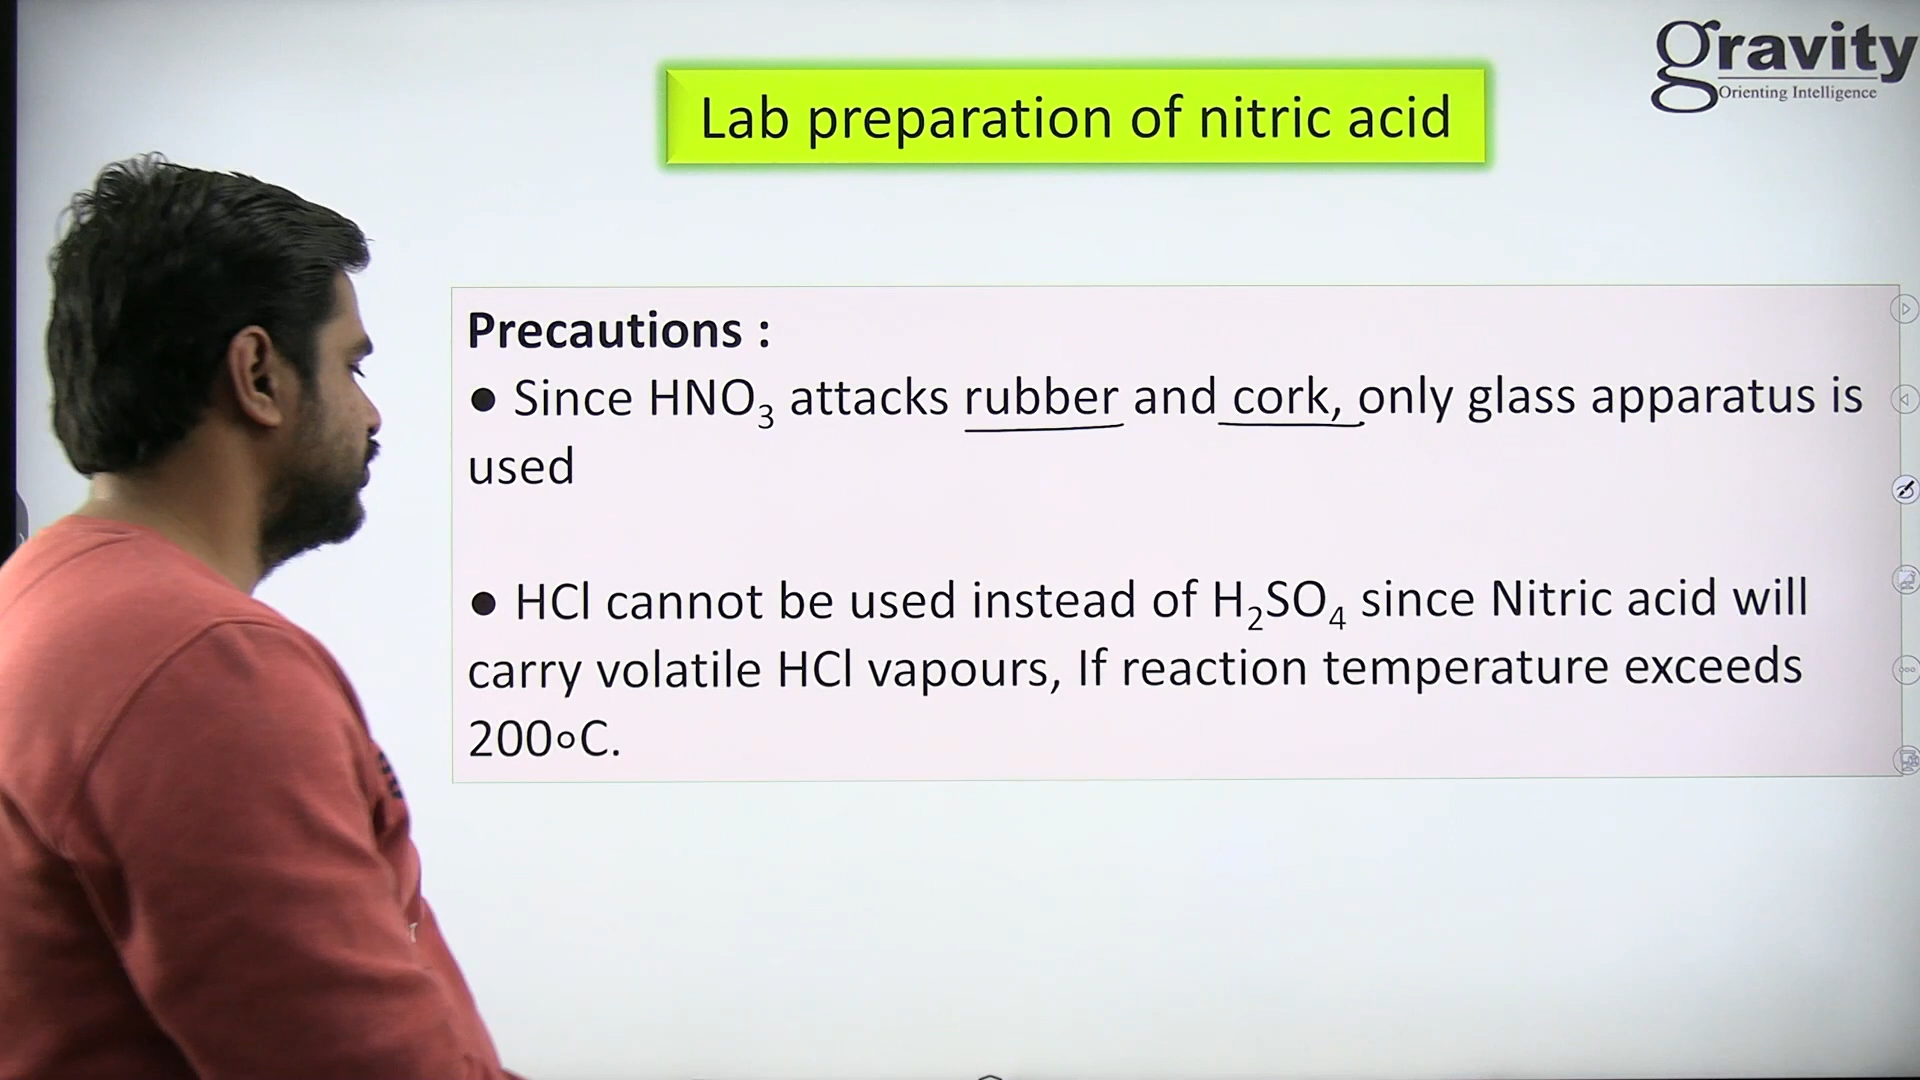 gravity
Orienting Intelligence
Lab preparation of nitric acid
Precautions :
● Since HNO₃ attacks rubber and cork, only glass apparatus is
used
● HCl cannot be used instead of H₂SO₄ since Nitric acid will
carry volatile HCl vapours, If reaction temperature exceeds
200∘C.